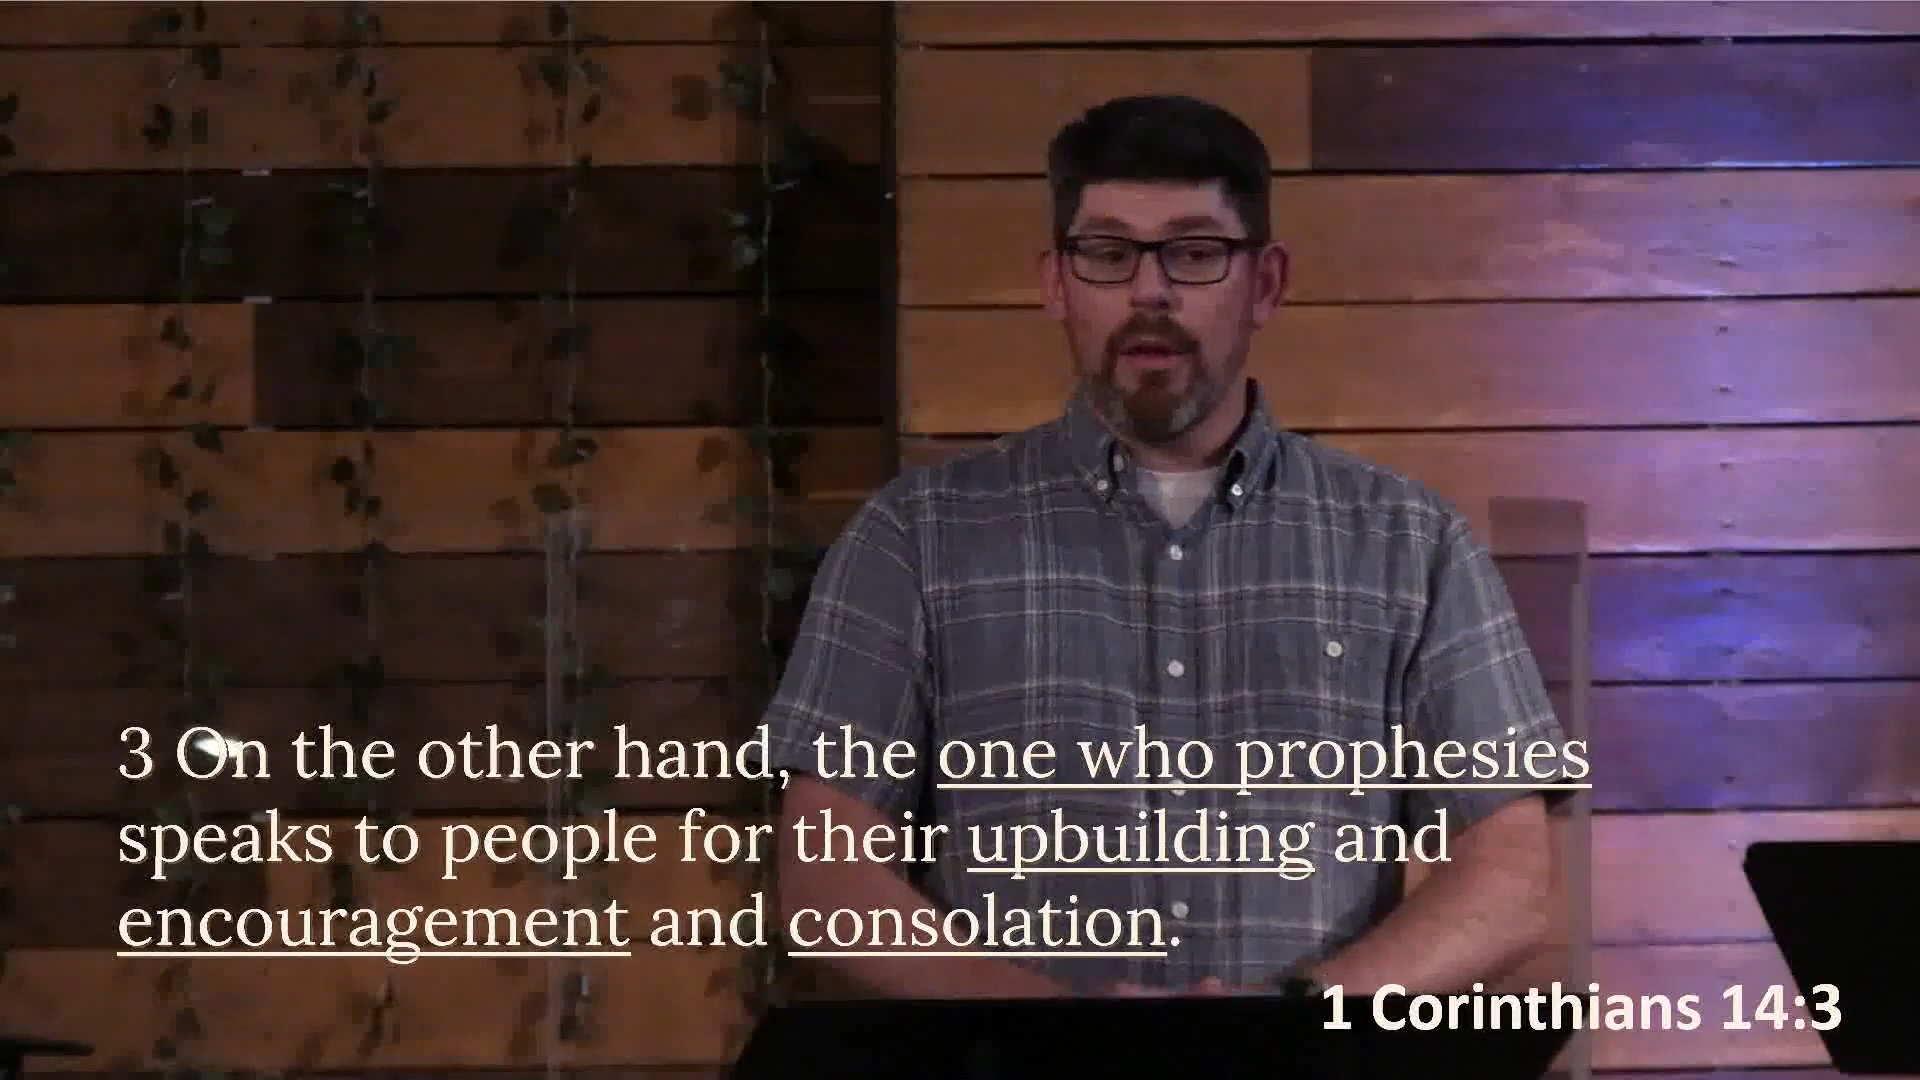 3 On the other hand, the one who prophesies
speaks to people for their upbuilding and
encouragement and consolation.
1 Corinthians 14:3